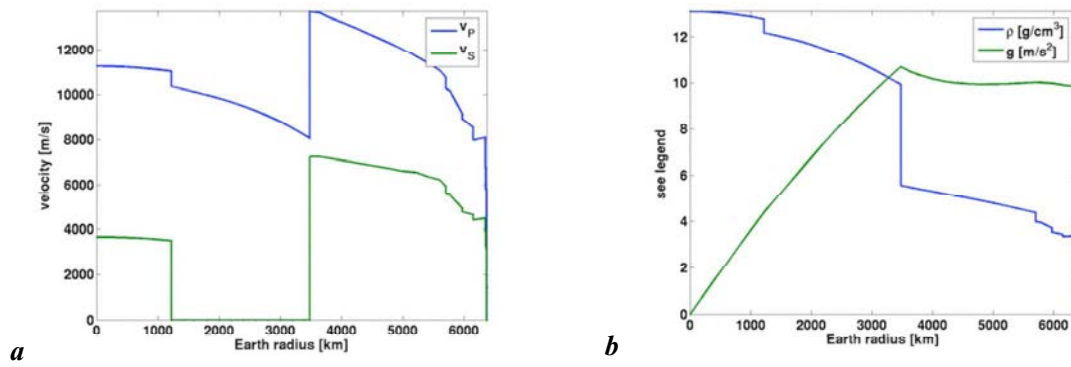 12000
10000
8000
6000
4000
2000
0
velocity [m/s]
v_P
v_S
0 1000 2000 3000 4000 5000 6000
Earth radius [km]
a
12
10
8
6
4
2
0
see legend
ρ [g/cm³]
g [m/s²]
0 1000 2000 3000 4000 5000 6000
Earth radius [km]
b